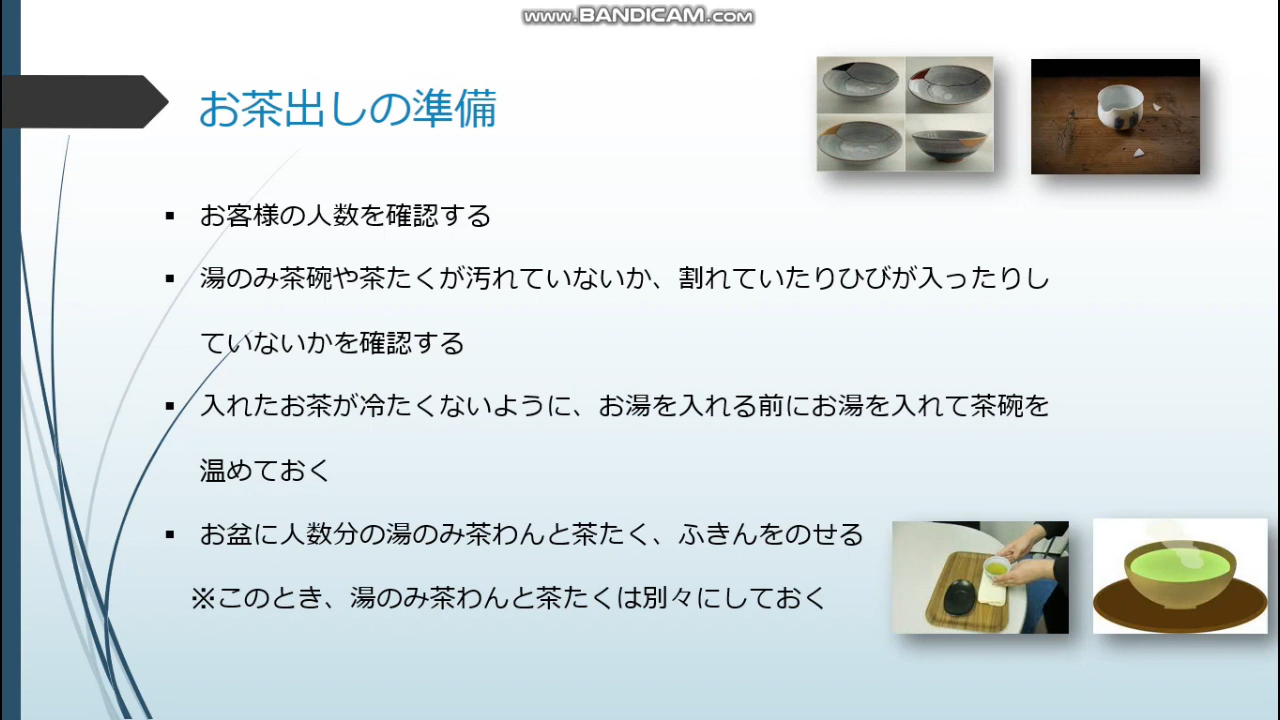 www.BANDICAM.com
お茶出しの準備
▪ お客様の人数を確認する
▪ 湯のみ茶碗や茶たくが汚れていないか、割れていたりひびが入ったりし
ていないかを確認する
▪ 入れたお茶が冷たくないように、お湯を入れる前にお湯を入れて茶碗を
温めておく
▪ お盆に人数分の湯のみ茶わんと茶たく、ふきんをのせる
※このとき、湯のみ茶わんと茶たくは別々にしておく